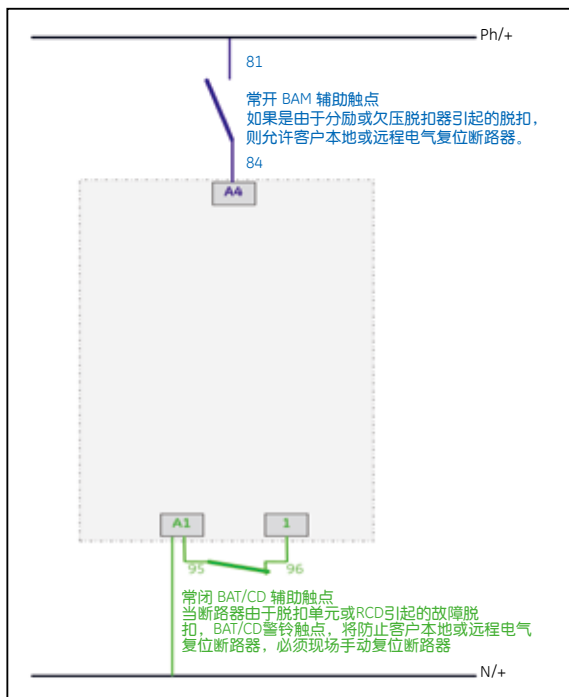 Ph/+
81
常开 BAM 辅助触点
如果是由于分励或欠压脱扣器引起的脱扣，
则允许客户本地或远程电气复位断路器。
84
A4
A1
1
95
96
常闭 BAT/CD 辅助触点
当断路器由于脱扣单元或RCD引起的故障脱
扣，BAT/CD警铃触点，将防止客户本地或远程电气
复位断路器，必须现场手动复位断路器
N/+